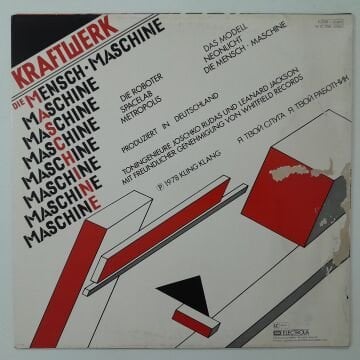 KRAFTWERK
DIE MENSCH·MASCHINE
MASCHINE
MASCHINE
MASCHINE
MASCHINE
MASCHINE
MASCHINE
MASCHINE
MASCHINE
DIE ROBOTER
SPACELAB
METROPOLIS
DAS MODELL
NEONLICHT
DIE MENSCH·MASCHINE
PRODUZIERT IN DEUTSCHLAND
TONINGENIEURE JOSCHKO RUDAS UND LEANARD JACKSON
MIT FREUNDLICHER GENEHMIGUNG VON WHITFIELD RECORDS
Я ТВОЙ СЛУГА Я ТВОЙ РАБОТНИК
℗ 1978 KLING KLANG
EMI ELECTROLA